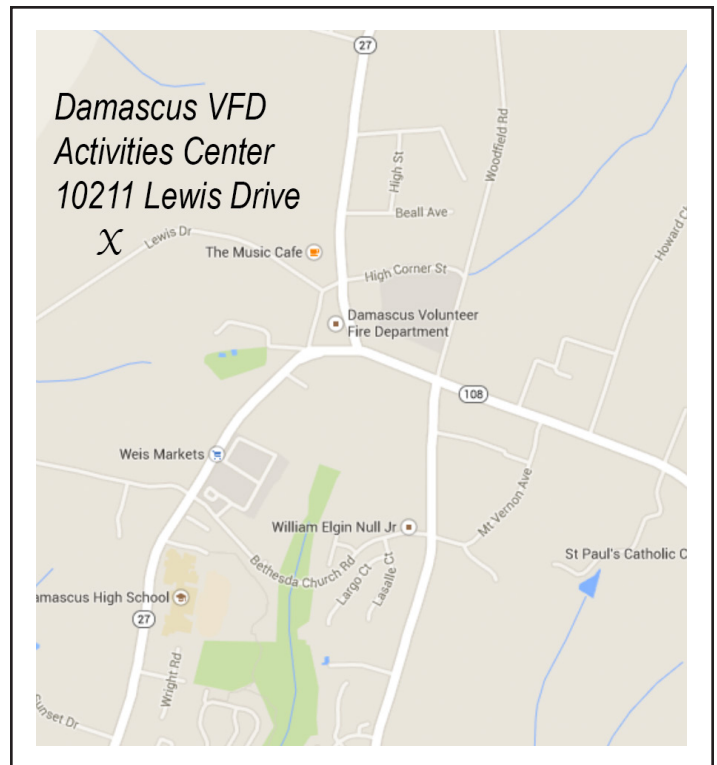 27
Damascus VFD
Activities Center
10211 Lewis Drive
X
High St
Woodfield Rd
Beall Ave
Howard C
Lewis Dr
The Music Cafe
High Corner St
Damascus Volunteer
Fire Department
108
Weis Markets
Mt Vernon Ave
William Elgin Null Jr
St Paul's Catholic C
Bethesda Church Rd
Largo Ct
Lasalle Ct
amascus High School
27
Wright Rd
Sunset Dr